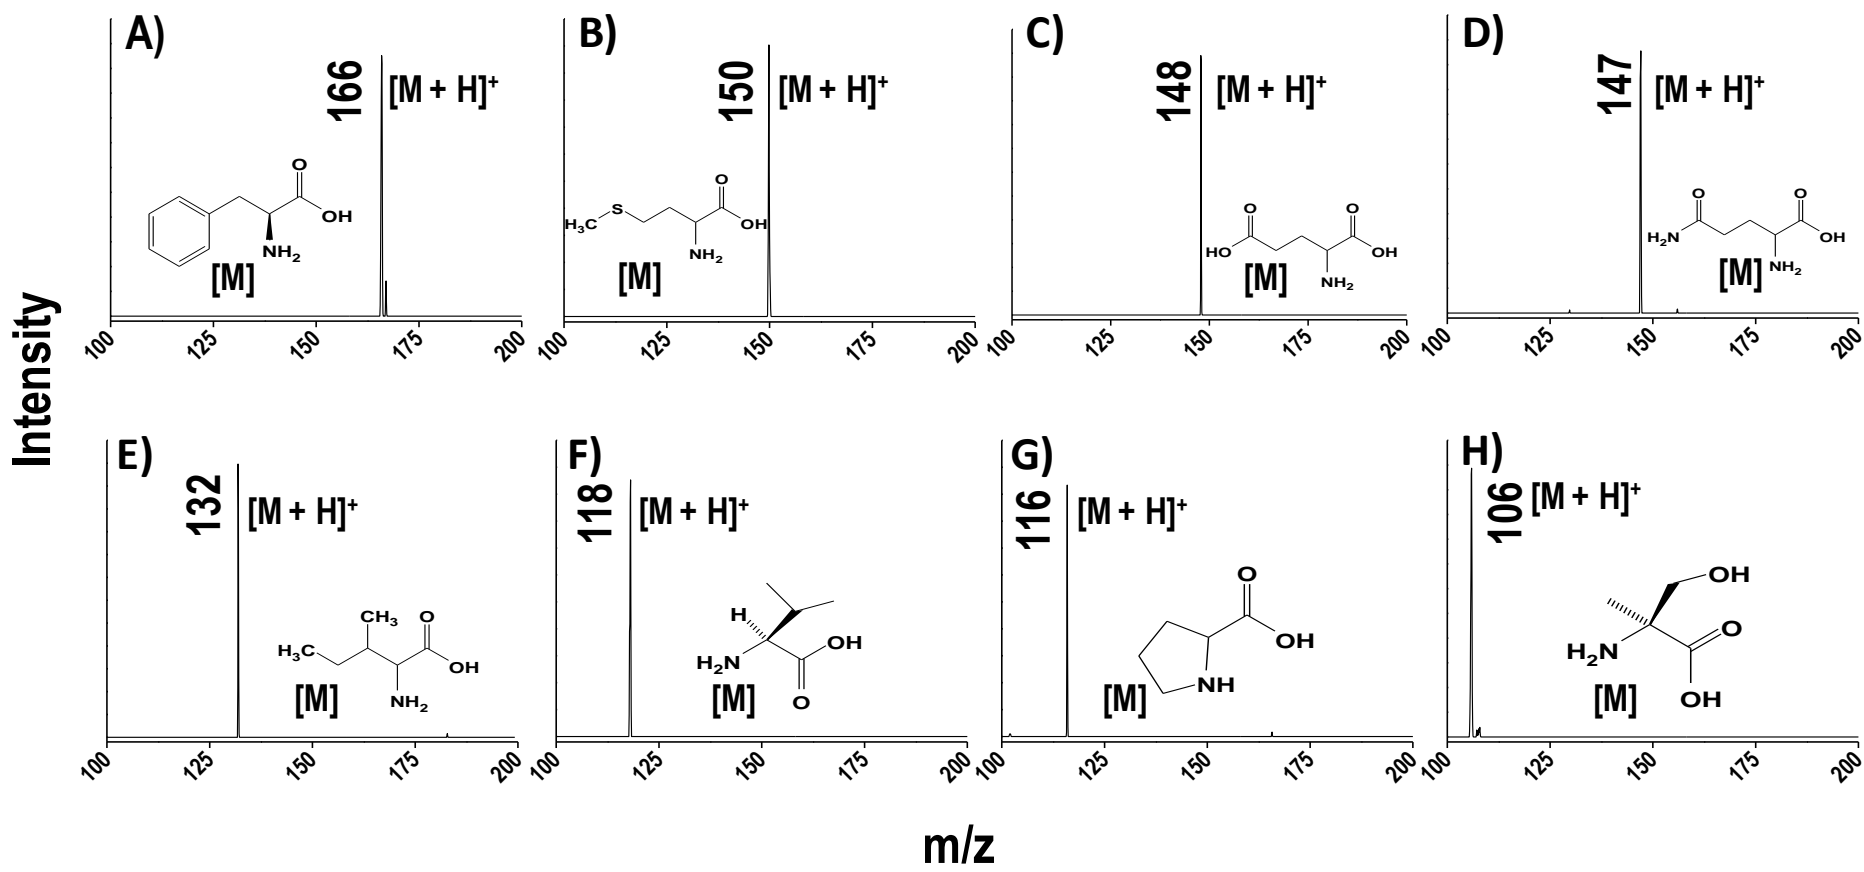 Intensity
A)
166
[M + H]+
O
OH
NH2
[M]
100 125 150 175 200
B)
150
[M + H]+
O
S
H3C
OH
NH2
[M]
100 125 150 175 200
C)
148
[M + H]+
O O
HO OH
NH2
[M]
100 125 150 175 200
D)
147
[M + H]+
O O
H2N OH
NH2
[M]
100 125 150 175 200
E)
132
[M + H]+
CH3 O
H3C
OH
NH2
[M]
100 125 150 175 200
F)
118
[M + H]+
H
OH
H2N
O
[M]
100 125 150 175 200
G)
116
[M + H]+
O
OH
NH
[M]
100 125 150 175 200
H)
106
[M + H]+
OH
O
H2N
OH
[M]
100 125 150 175 200
m/z